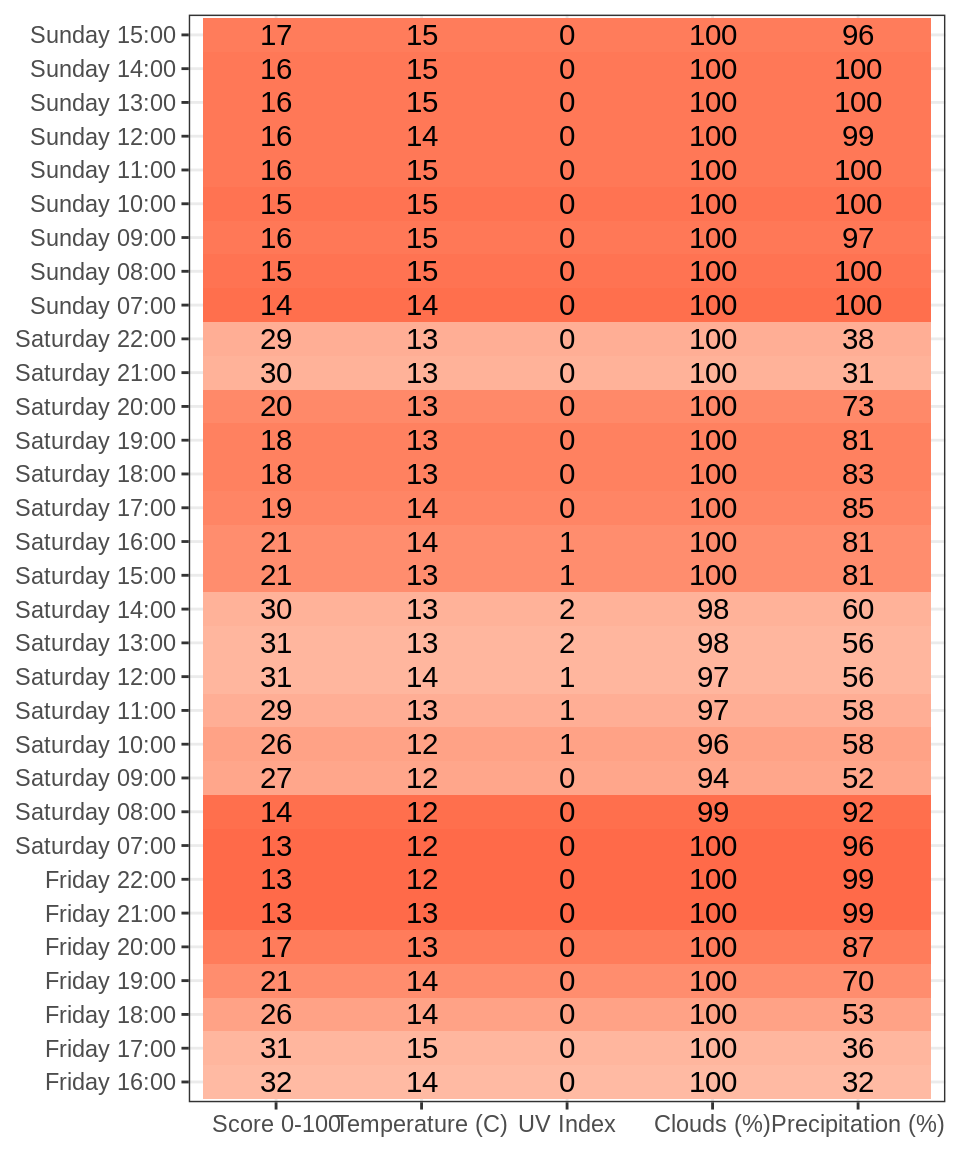 Sunday 15:00 17 15 0 100 96
Sunday 14:00 16 15 0 100 100
Sunday 13:00 16 15 0 100 100
Sunday 12:00 16 14 0 100 99
Sunday 11:00 16 15 0 100 100
Sunday 10:00 15 15 0 100 100
Sunday 09:00 16 15 0 100 97
Sunday 08:00 15 15 0 100 100
Sunday 07:00 14 14 0 100 100
Saturday 22:00 29 13 0 100 38
Saturday 21:00 30 13 0 100 31
Saturday 20:00 20 13 0 100 73
Saturday 19:00 18 13 0 100 81
Saturday 18:00 18 13 0 100 83
Saturday 17:00 19 14 0 100 85
Saturday 16:00 21 14 1 100 81
Saturday 15:00 21 13 1 100 81
Saturday 14:00 30 13 2 98 60
Saturday 13:00 31 13 2 98 56
Saturday 12:00 31 14 1 97 56
Saturday 11:00 29 13 1 97 58
Saturday 10:00 26 12 1 96 58
Saturday 09:00 27 12 0 94 52
Saturday 08:00 14 12 0 99 92
Saturday 07:00 13 12 0 100 96
Friday 22:00 13 12 0 100 99
Friday 21:00 13 13 0 100 99
Friday 20:00 17 13 0 100 87
Friday 19:00 21 14 0 100 70
Friday 18:00 26 14 0 100 53
Friday 17:00 31 15 0 100 36
Friday 16:00 32 14 0 100 32
Score 0-100 Temperature (C) UV Index Clouds (%) Precipitation (%)